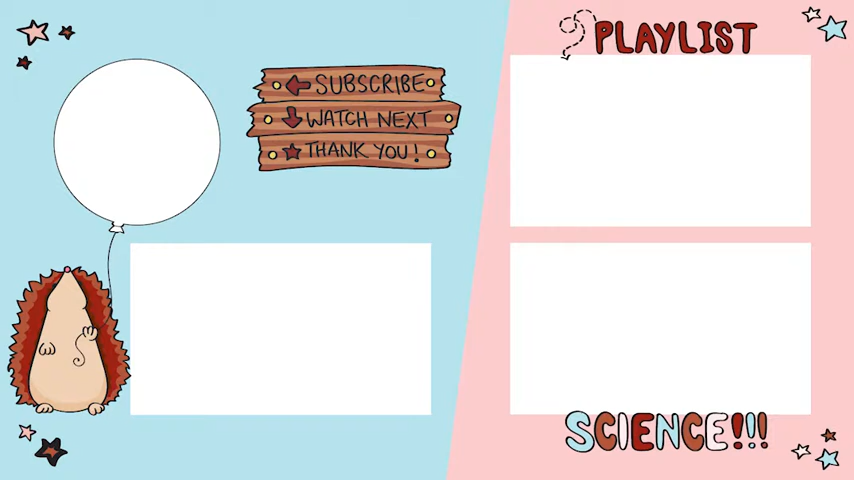 SUBSCRIBE
WATCH NEXT
THANK YOU!
PLAYLIST
SCIENCE!!!